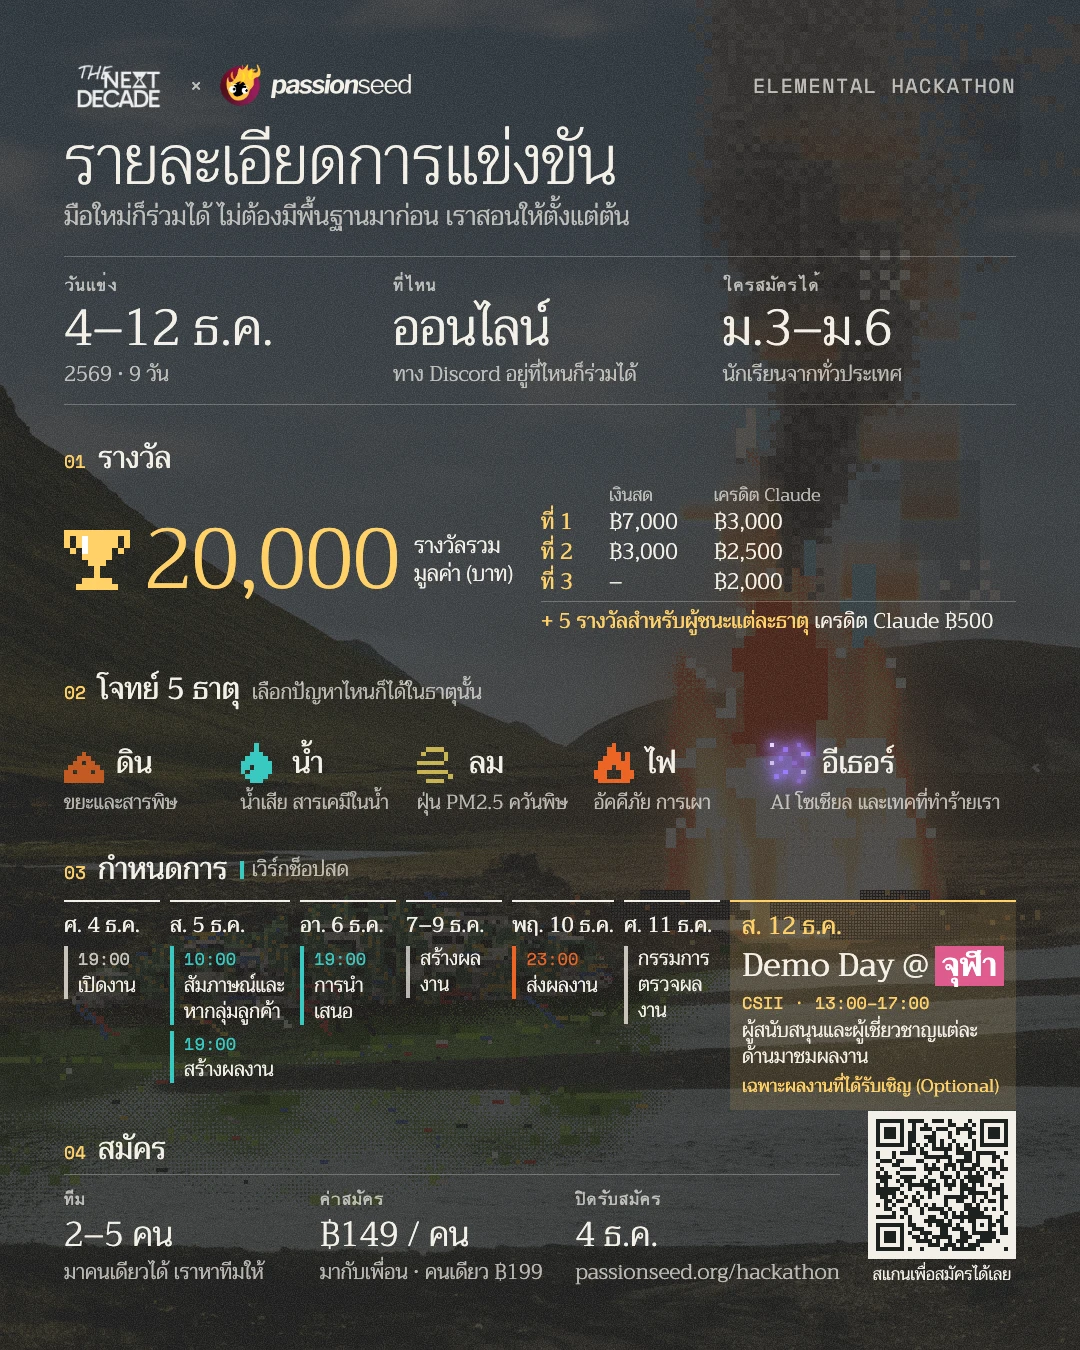 THE NEXT DECADE × passionseed
ELEMENTAL HACKATHON
รายละเอียดการแข่งขัน
มือใหม่ก็ร่วมได้ ไม่ต้องมีพื้นฐานมาก่อน เราสอนให้ตั้งแต่ต้น
วันแข่ง
4–12 ธ.ค.
2569 · 9 วัน
ที่ไหน
ออนไลน์
ทาง Discord อยู่ที่ไหนก็ร่วมได้
ใครสมัครได้
ม.3–ม.6
นักเรียนจากทั่วประเทศ
01 รางวัล
20,000
รางวัลรวม
มูลค่า (บาท)
เงินสด เครดิต Claude
ที่ 1 ฿7,000 ฿3,000
ที่ 2 ฿3,000 ฿2,500
ที่ 3 – ฿2,000
+ 5 รางวัลสำหรับผู้ชนะแต่ละธาตุ เครดิต Claude ฿500
02 โจทย์ 5 ธาตุ เลือกปัญหาไหนก็ได้ในธาตุนั้น
ดิน
ขยะและสารพิษ
น้ำ
น้ำเสีย สารเคมีในน้ำ
ลม
ฝุ่น PM2.5 ควันพิษ
ไฟ
อัคคีภัย การเผา
อีเธอร์
AI โซเชียล และเทคที่ทำร้ายเรา
03 กำหนดการ เวิร์กช็อปสด
ศ. 4 ธ.ค.
19:00
เปิดงาน
ส. 5 ธ.ค.
10:00
สัมภาษณ์และ
หากลุ่มลูกค้า
19:00
สร้างผลงาน
อา. 6 ธ.ค.
19:00
การนำ
เสนอ
7–9 ธ.ค.
สร้างผล
งาน
พฤ. 10 ธ.ค.
23:00
ส่งผลงาน
ศ. 11 ธ.ค.
กรรมการ
ตรวจผล
งาน
ส. 12 ธ.ค.
Demo Day @ จุฬา
CSII · 13:00–17:00
ผู้สนับสนุนและผู้เชี่ยวชาญแต่ละ
ด้านมาชมผลงาน
เฉพาะผลงานที่ได้รับเชิญ (Optional)
04 สมัคร
ทีม
2–5 คน
มาคนเดียวได้ เราหาทีมให้
ค่าสมัคร
฿149 / คน
มากับเพื่อน · คนเดียว ฿199
ปิดรับสมัคร
4 ธ.ค.
passionseed.org/hackathon
สแกนเพื่อสมัครได้เลย